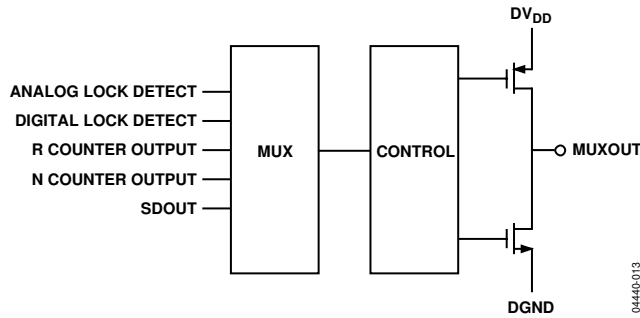 DVDD
ANALOG LOCK DETECT
DIGITAL LOCK DETECT
R COUNTER OUTPUT
N COUNTER OUTPUT
SDOUT
MUX
CONTROL
MUXOUT
DGND
04440-013